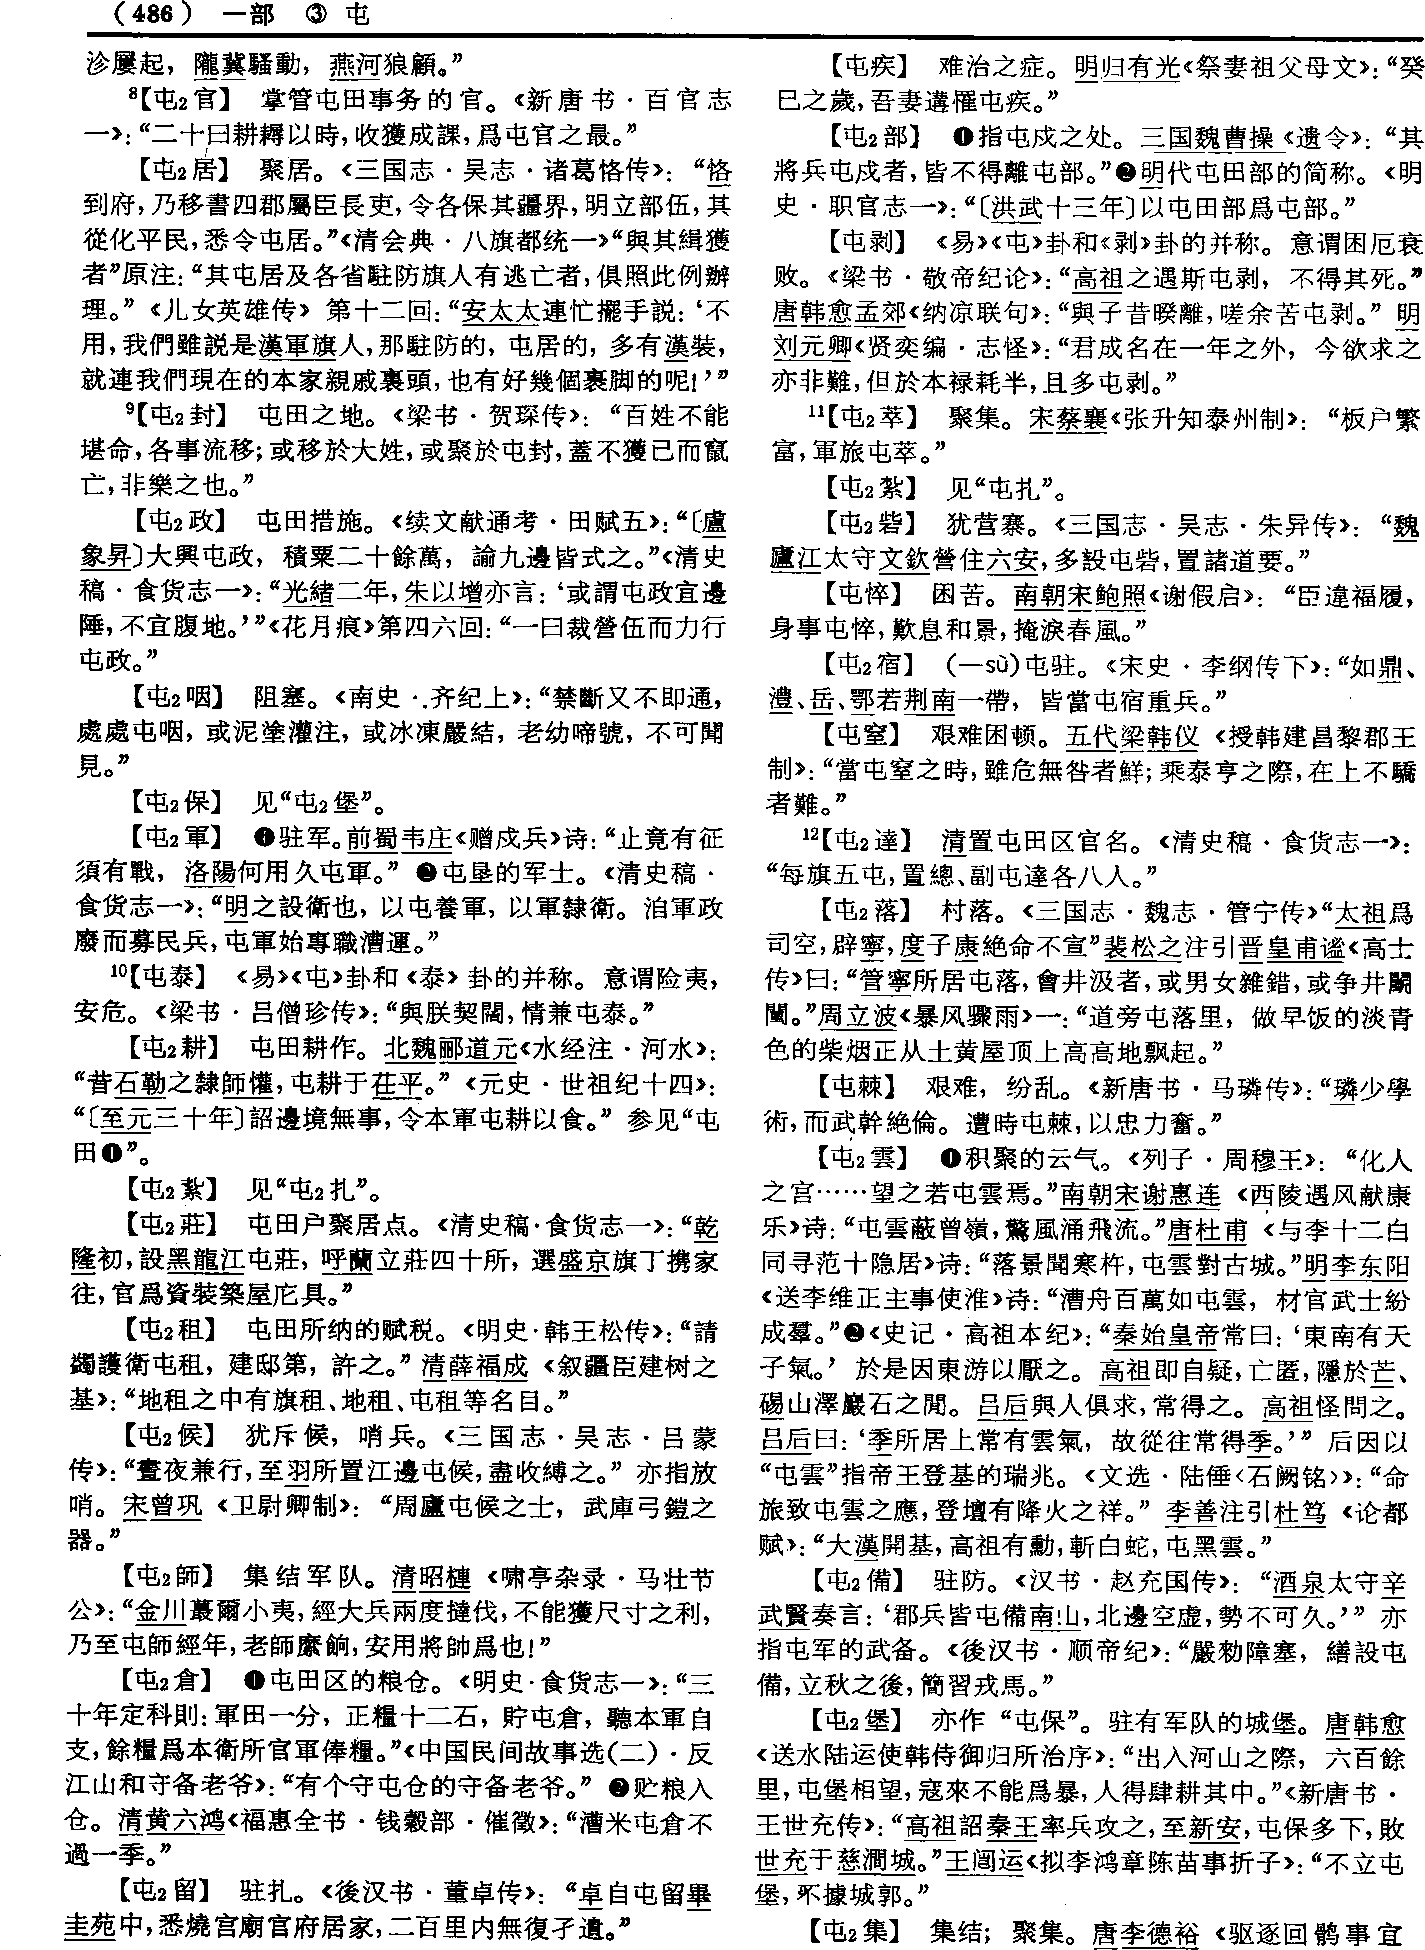 （486） 一部 ③ 屯
沴屢起，隴冀騷動，燕河狼顧。”
⁸【屯₂官】 掌管屯田事务的官。《新唐书·百官志
一》：“二十曰耕耨以時，收獲成課，爲屯官之最。”
【屯₂居】 聚居。《三国志·吴志·诸葛恪传》：“恪
到府，乃移書四郡屬臣長吏，令各保其疆界，明立部伍，其
從化平民，悉令屯居。”《清会典·八旗都统一》“與其緝獲
者”原注：“其屯居及各省駐防旗人有逃亡者，俱照此例辦
理。”《儿女英雄传》第十二回：“安太太連忙擺手説：‘不
用，我們雖説是漢軍旗人，那駐防的，屯居的，多有漢裝，
就連我們現在的本家親戚裏頭，也有好幾個裹脚的呢！’”
⁹【屯₂封】 屯田之地。《梁书·贺琛传》：“百姓不能
堪命，各事流移；或移於大姓，或聚於屯封，蓋不獲已而竄
亡，非樂之也。”
【屯₂政】 屯田措施。《续文献通考·田赋五》：“〔盧
象昇〕大興屯政，積粟二十餘萬，諭九邊皆式之。”《清史
稿·食货志一》：“光緒二年，朱以增亦言：‘或謂屯政宜邊
陲，不宜腹地。’”《花月痕》第四六回：“一曰裁營伍而力行
屯政。”
【屯₂咽】 阻塞。《南史·齐纪上》：“禁斷又不即通，
處處屯咽，或泥塗灌注，或冰凍嚴結，老幼啼號，不可聞
見。”
【屯₂保】 见“屯₂堡”。
【屯₂軍】 ❶驻军。前蜀韦庄《赠戍兵》诗：“止竟有征
須有戰，洛陽何用久屯軍。” ❷屯垦的军士。《清史稿·
食货志一》：“明之設衛也，以屯養軍，以軍隸衛。洎軍政
廢而募民兵，屯軍始專職漕運。”
¹⁰【屯泰】 《易》《屯》卦和《泰》卦的并称。意谓险夷，
安危。《梁书·吕僧珍传》：“與朕契闊，情兼屯泰。”
【屯₂耕】 屯田耕作。北魏郦道元《水经注·河水》：
“昔石勒之隸師懽，屯耕于茌平。”《元史·世祖纪十四》：
“〔至元三十年〕詔邊境無事，令本軍屯耕以食。”参见“屯
田❶”。
【屯₂紮】 见“屯₂扎”。
【屯₂莊】 屯田户聚居点。《清史稿·食货志一》：“乾
隆初，設黑龍江屯莊，呼蘭立莊四十所，選盛京旗丁携家
往，官爲資裝築屋庀具。”
【屯₂租】 屯田所纳的赋税。《明史·韩王松传》：“請
蠲護衛屯租，建邸第，許之。”清薛福成《叙疆臣建树之
基》：“地租之中有旗租、地租、屯租等名目。”
【屯₂候】 犹斥候，哨兵。《三国志·吴志·吕蒙
传》：“晝夜兼行，至羽所置江邊屯候，盡收縛之。”亦指放
哨。宋曾巩《卫尉卿制》：“周廬屯候之士，武庫弓鎧之
器。”
【屯₂師】 集结军队。清昭槤《啸亭杂录·马壮节
公》：“金川蕞爾小夷，經大兵兩度撻伐，不能獲尺寸之利，
乃至屯師經年，老師縻餉，安用將帥爲也！”
【屯₂倉】 ❶屯田区的粮仓。《明史·食货志一》：“三
十年定科則：軍田一分，正糧十二石，貯屯倉，聽本軍自
支，餘糧爲本衛所官軍俸糧。”《中国民间故事选（二）·反
江山和守备老爷》：“有个守屯仓的守备老爷。” ❷贮粮入
仓。清黄六鸿《福惠全书·钱穀部·催徵》：“漕米屯倉不
過一季。”
【屯₂留】 驻扎。《後汉书·董卓传》：“卓自屯留畢
圭苑中，悉燒宫廟官府居家，二百里内無復孑遺。”
【屯疾】 难治之症。明归有光《祭妻祖父母文》：“癸
巳之歲，吾妻遘罹屯疾。”
【屯₂部】 ❶指屯戍之处。三国魏曹操《遗令》：“其
將兵屯戍者，皆不得離屯部。”❷明代屯田部的简称。《明
史·职官志一》：“〔洪武十三年〕以屯田部爲屯部。”
【屯剥】 《易》《屯》卦和《剥》卦的并称。意谓困厄衰
败。《梁书·敬帝纪论》：“高祖之遇斯屯剥，不得其死。”
唐韩愈孟郊《纳凉联句》：“與子昔睽離，嗟余苦屯剥。”明
刘元卿《贤奕编·志怪》：“君成名在一年之外，今欲求之
亦非難，但於本禄耗半，且多屯剥。”
¹¹【屯₂萃】 聚集。宋蔡襄《张升知泰州制》：“板户繁
富，軍旅屯萃。”
【屯₂紮】 见“屯扎”。
【屯₂砦】 犹营寨。《三国志·吴志·朱异传》：“魏
廬江太守文欽營住六安，多設屯砦，置諸道要。”
【屯悴】 困苦。南朝宋鲍照《谢假启》：“臣違福履，
身事屯悴，歎息和景，掩淚春風。”
【屯₂宿】 （—sù）屯驻。《宋史·李纲传下》：“如鼎、
澧、岳、鄂若荆南一帶，皆當屯宿重兵。”
【屯窒】 艰难困顿。五代梁韩仪《授韩建昌黎郡王
制》：“當屯窒之時，雖危無咎者鮮；乘泰亨之際，在上不驕
者難。”
¹²【屯₂達】 清置屯田区官名。《清史稿·食货志一》：
“每旗五屯，置總、副屯達各八人。”
【屯₂落】 村落。《三国志·魏志·管宁传》“太祖爲
司空，辟寧，度子康絶命不宣”裴松之注引晋皇甫谧《高士
传》曰：“管寧所居屯落，會井汲者，或男女雜錯，或争井鬭
鬩。”周立波《暴风骤雨》一：“道旁屯落里，做早饭的淡青
色的柴烟正从土黄屋顶上高高地飘起。”
【屯棘】 艰难，纷乱。《新唐书·马璘传》：“璘少學
術，而武幹絶倫。遭時屯棘，以忠力奮。”
【屯₂雲】 ❶积聚的云气。《列子·周穆王》：“化人
之宫……望之若屯雲焉。”南朝宋谢惠连《西陵遇风献康
乐》诗：“屯雲蔽曾嶺，驚風涌飛流。”唐杜甫《与李十二白
同寻范十隐居》诗：“落景聞寒杵，屯雲對古城。”明李东阳
《送李维正主事使淮》诗：“漕舟百萬如屯雲，材官武士紛
成羣。”❷《史记·高祖本纪》：“秦始皇帝常曰：‘東南有天
子氣。’於是因東游以厭之。高祖即自疑，亡匿，隱於芒、
碭山澤巖石之間。吕后與人俱求，常得之。高祖怪問之。
吕后曰：‘季所居上常有雲氣，故從往常得季。’”后因以
“屯雲”指帝王登基的瑞兆。《文选·陆倕〈石阙铭〉》：“命
旅致屯雲之應，登壇有降火之祥。”李善注引杜笃《论都
赋》：“大漢開基，高祖有勳，斬白蛇，屯黑雲。”
【屯₂備】 驻防。《汉书·赵充国传》：“酒泉太守辛
武賢奏言：‘郡兵皆屯備南山，北邊空虚，勢不可久。’”亦
指屯军的武备。《後汉书·顺帝纪》：“嚴勑障塞，繕設屯
備，立秋之後，簡習戎馬。”
【屯₂堡】 亦作“屯保”。驻有军队的城堡。唐韩愈
《送水陆运使韩侍御归所治序》：“出入河山之際，六百餘
里，屯堡相望，寇來不能爲暴，人得肆耕其中。”《新唐书·
王世充传》：“高祖詔秦王率兵攻之，至新安，屯保多下，敗
世充于慈澗城。”王闿运《拟李鸿章陈苗事折子》：“不立屯
堡，不據城郭。”
【屯₂集】 集结；聚集。唐李德裕《驱逐回鹘事宜